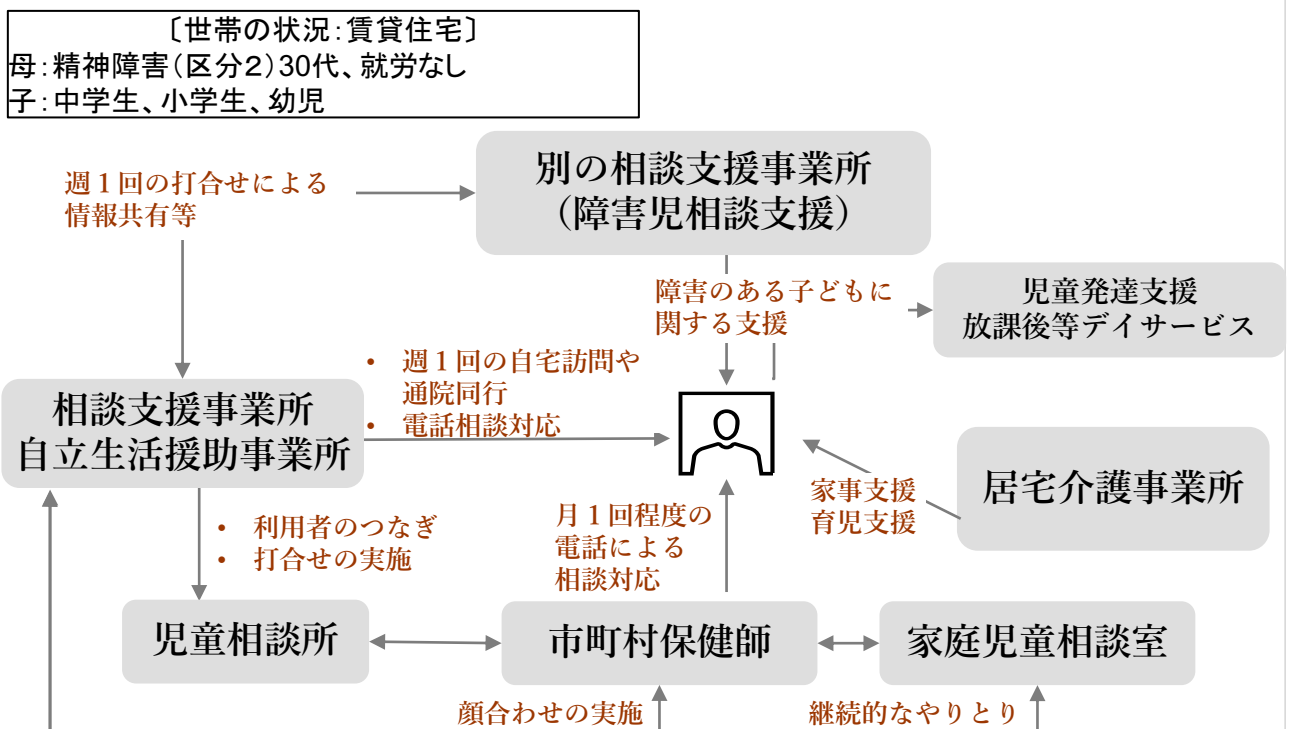 〔世帯の状況:賃貸住宅〕
母:精神障害(区分2)30代、就労なし
子:中学生、小学生、幼児
週1回の打合せによる
情報共有等
別の相談支援事業所
(障害児相談支援)
障害のある子どもに
関する支援
児童発達支援
放課後等デイサービス
• 週1回の自宅訪問や
通院同行
• 電話相談対応
相談支援事業所
自立生活援助事業所
家事支援
育児支援
居宅介護事業所
• 利用者のつなぎ
• 打合せの実施
月1回程度の
電話による
相談対応
児童相談所
市町村保健師
家庭児童相談室
顔合わせの実施
継続的なやりとり